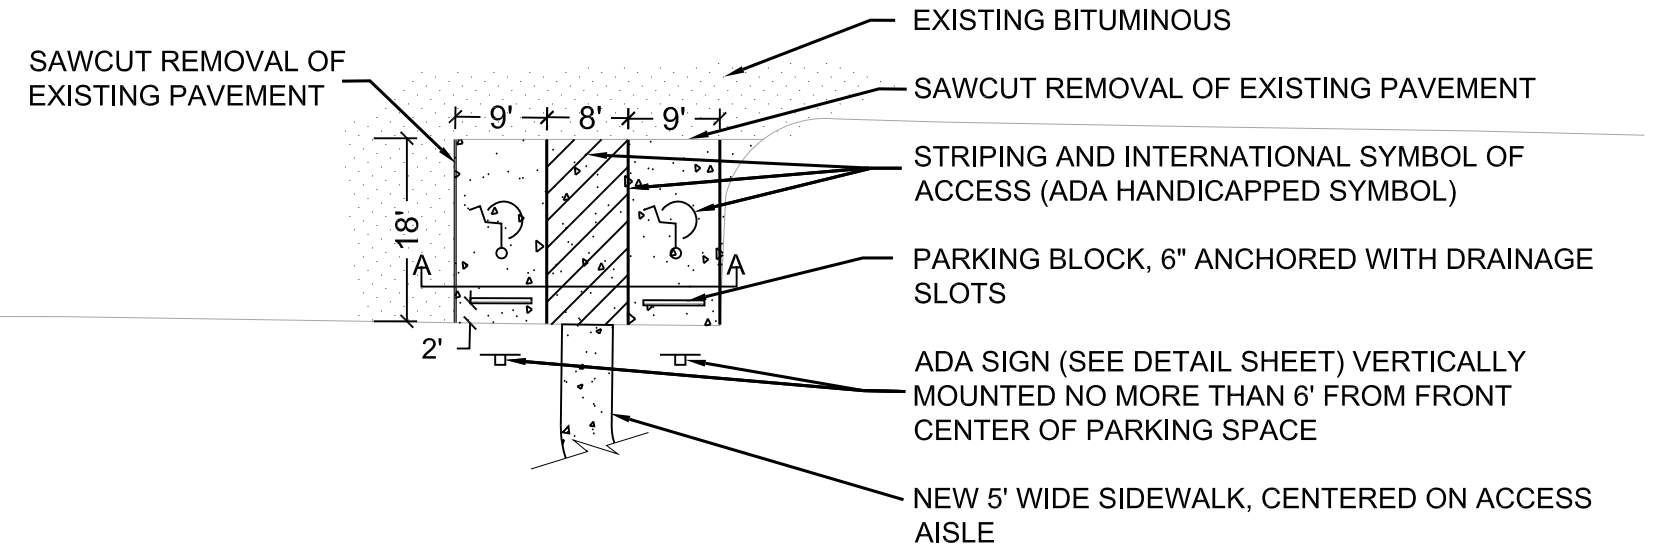 EXISTING BITUMINOUS
SAWCUT REMOVAL OF
EXISTING PAVEMENT
SAWCUT REMOVAL OF EXISTING PAVEMENT
9' 8' 9'
STRIPING AND INTERNATIONAL SYMBOL OF
ACCESS (ADA HANDICAPPED SYMBOL)
18'
PARKING BLOCK, 6" ANCHORED WITH DRAINAGE
SLOTS
A A
2'
ADA SIGN (SEE DETAIL SHEET) VERTICALLY
MOUNTED NO MORE THAN 6' FROM FRONT
CENTER OF PARKING SPACE
NEW 5' WIDE SIDEWALK, CENTERED ON ACCESS
AISLE